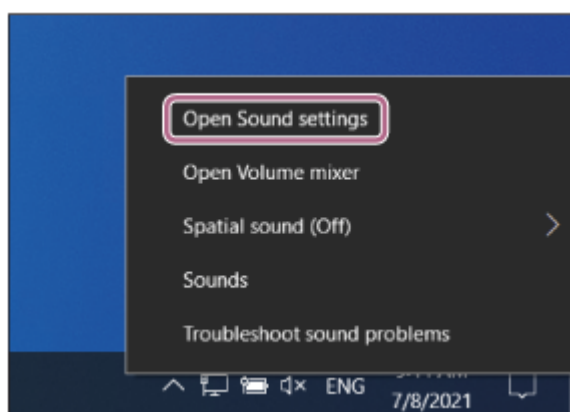 Open Sound settings
Open Volume mixer
Spatial sound (Off)
Sounds
Troubleshoot sound problems
ENG
7/8/2021